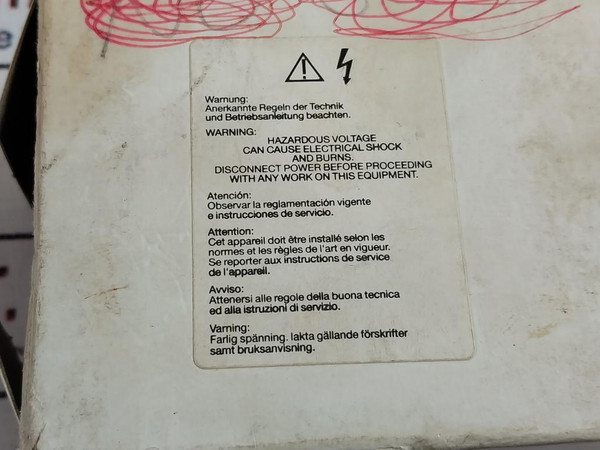 Warnung:
Anerkannte Regeln der Technik
und Betriebsanleitung beachten.
WARNING:
HAZARDOUS VOLTAGE
CAN CAUSE ELECTRICAL SHOCK
AND BURNS.
DISCONNECT POWER BEFORE PROCEEDING
WITH ANY WORK ON THIS EQUIPMENT.
Atención:
Observar la reglamentación vigente
e instrucciones de servicio.
Attention:
Cet appareil doit être installé selon les
normes et les règles de l'art en vigueur.
Se reporter aux instructions de service
de l'appareil.
Avviso:
Attenersi alle regole della buona tecnica
ed alla istruzioni di servizio.
Varning:
Farlig spänning. Iakta gällande förskrifter
samt bruksanvisning.